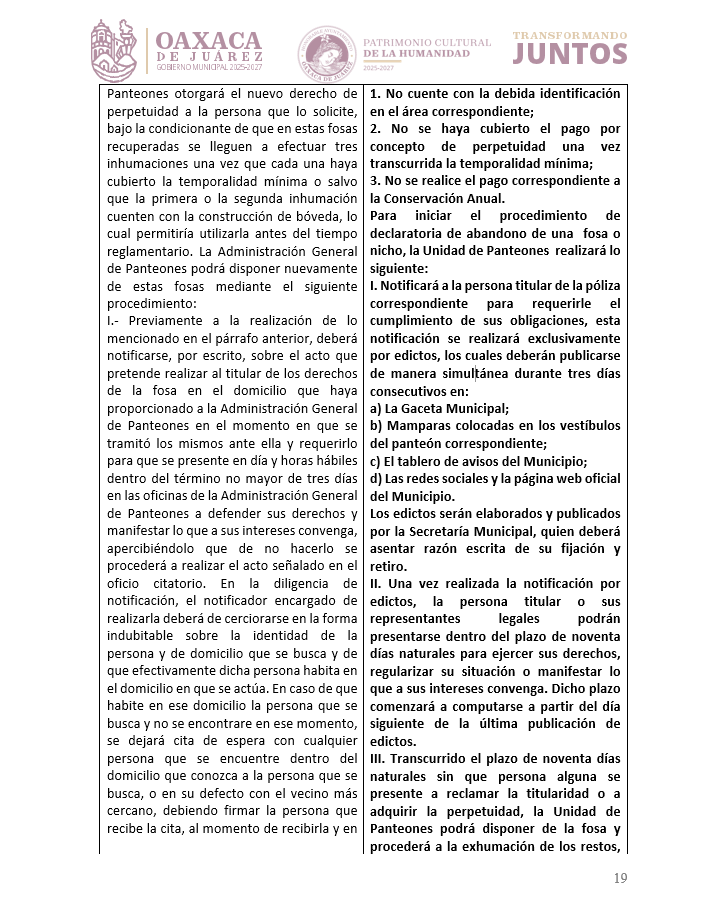 OAXACA
DE JUÁREZ
GOBIERNO MUNICIPAL 2025-2027
PATRIMONIO CULTURAL
DE LA HUMANIDAD
2025-2027
TRANSFORMANDO
JUNTOS
Panteones otorgará el nuevo derecho de
perpetuidad a la persona que lo solicite,
bajo la condicionante de que en estas fosas
recuperadas se lleguen a efectuar tres
inhumaciones una vez que cada una haya
cubierto la temporalidad mínima o salvo
que la primera o la segunda inhumación
cuenten con la construcción de bóveda, lo
cual permitiría utilizarla antes del tiempo
reglamentario. La Administración General
de Panteones podrá disponer nuevamente
de estas fosas mediante el siguiente
procedimiento:
I.- Previamente a la realización de lo
mencionado en el párrafo anterior, deberá
notificarse, por escrito, sobre el acto que
pretende realizar al titular de los derechos
de la fosa en el domicilio que haya
proporcionado a la Administración General
de Panteones en el momento en que se
tramitó los mismos ante ella y requerirlo
para que se presente en día y horas hábiles
dentro del término no mayor de tres días
en las oficinas de la Administración General
de Panteones a defender sus derechos y
manifestar lo que a sus intereses convenga,
apercibiéndolo que de no hacerlo se
procederá a realizar el acto señalado en el
oficio citatorio. En la diligencia de
notificación, el notificador encargado de
realizarla deberá de cerciorarse en la forma
indubitable sobre la identidad de la
persona y de domicilio que se busca y de
que efectivamente dicha persona habita en
el domicilio en que se actúa. En caso de que
habite en ese domicilio la persona que se
busca y no se encontrare en ese momento,
se dejará cita de espera con cualquier
persona que se encuentre dentro del
domicilio que conozca a la persona que se
busca, o en su defecto con el vecino más
cercano, debiendo firmar la persona que
recibe la cita, al momento de recibirla y en
1. No cuente con la debida identificación
en el área correspondiente;
2. No se haya cubierto el pago por
concepto de perpetuidad una vez
transcurrida la temporalidad mínima;
3. No se realice el pago correspondiente a
la Conservación Anual.
Para iniciar el procedimiento de
declaratoria de abandono de una fosa o
nicho, la Unidad de Panteones realizará lo
siguiente:
I. Notificará a la persona titular de la póliza
correspondiente para requerirle el
cumplimiento de sus obligaciones, esta
notificación se realizará exclusivamente
por edictos, los cuales deberán publicarse
de manera simultánea durante tres días
consecutivos en:
a) La Gaceta Municipal;
b) Mamparas colocadas en los vestíbulos
del panteón correspondiente;
c) El tablero de avisos del Municipio;
d) Las redes sociales y la página web oficial
del Municipio.
Los edictos serán elaborados y publicados
por la Secretaría Municipal, quien deberá
asentar razón escrita de su fijación y
retiro.
II. Una vez realizada la notificación por
edictos, la persona titular o sus
representantes legales podrán
presentarse dentro del plazo de noventa
días naturales para ejercer sus derechos,
regularizar su situación o manifestar lo
que a sus intereses convenga. Dicho plazo
comenzará a computarse a partir del día
siguiente de la última publicación de
edictos.
III. Transcurrido el plazo de noventa días
naturales sin que persona alguna se
presente a reclamar la titularidad o a
adquirir la perpetuidad, la Unidad de
Panteones podrá disponer de la fosa y
procederá a la exhumación de los restos,
19